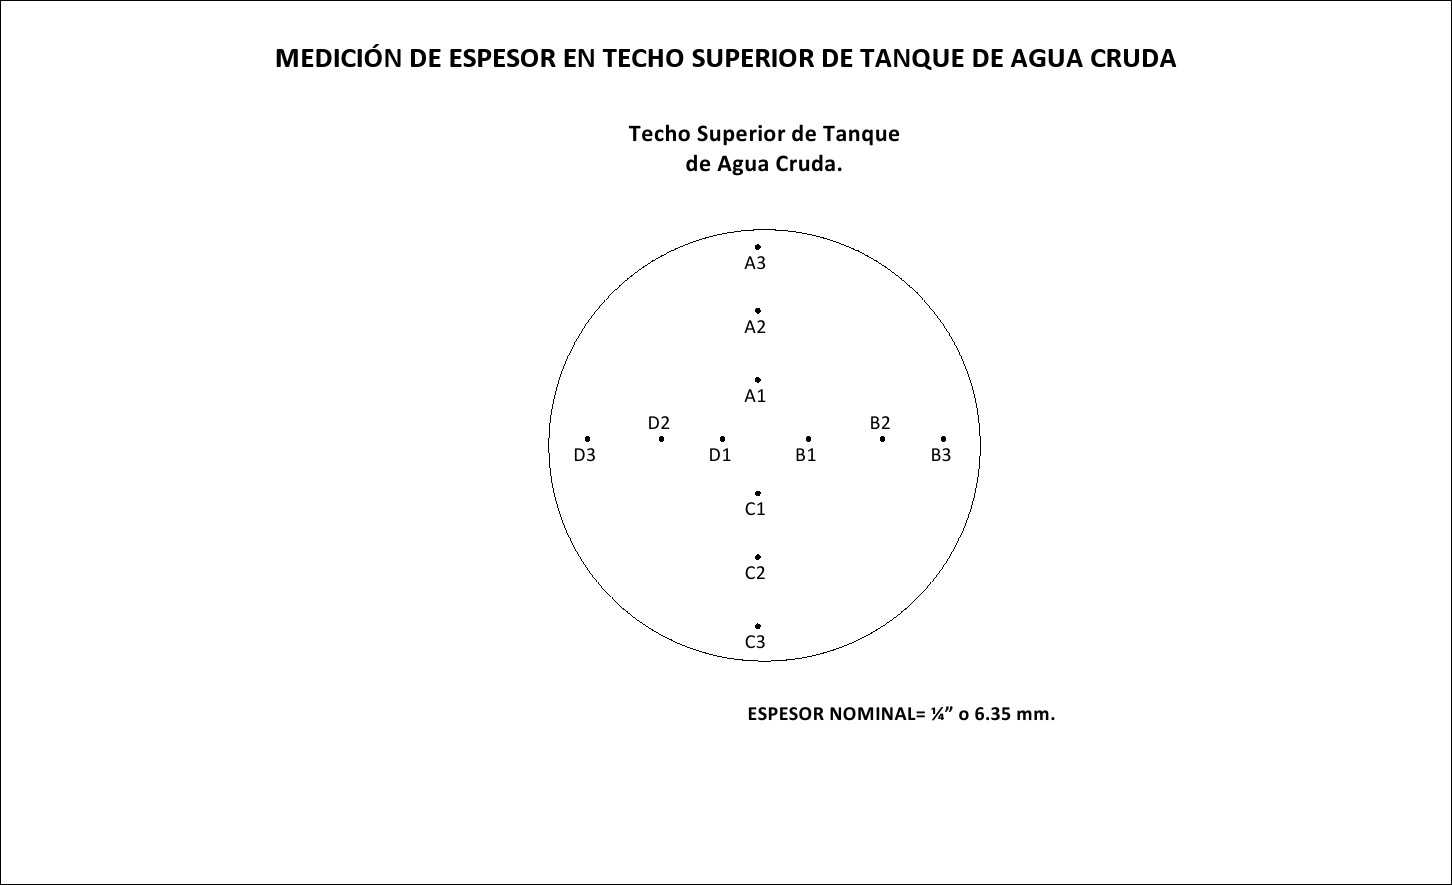 MEDICIÓN DE ESPESOR EN TECHO SUPERIOR DE TANQUE DE AGUA CRUDA
Techo Superior de Tanque
de Agua Cruda.
A3
A2
A1
D2
B2
D3
D1
B1
B3
C1
C2
C3
ESPESOR NOMINAL= ¼” o 6.35 mm.